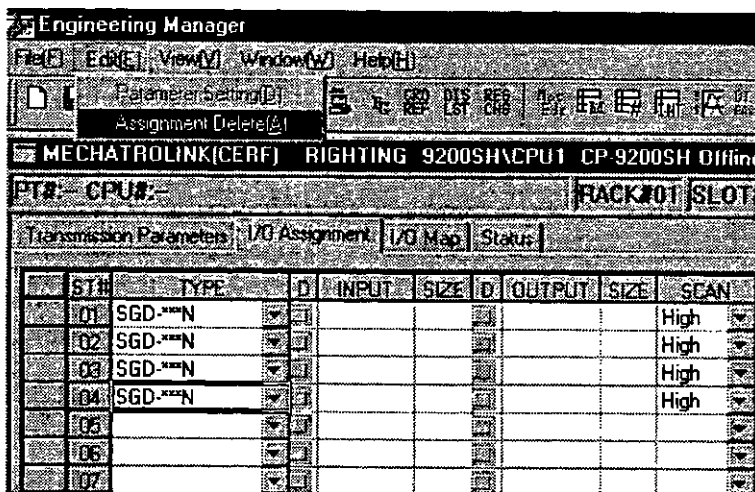 Engineering Manager
File(F) Edit(E) View(V) Window(W) Help(H)
Parameter Setting(D)
Assignment Delete(A)
MECHATROLINK(CERF) RIGHTING 9200SH\CPU1 CP-9200SH Offline
PT#:- CPU#:- RACK#01 SLOT
Transmission Parameters I/O Assignment I/O Map Status
ST# TYPE D INPUT SIZE D OUTPUT SIZE SCAN
01 SGD-***N High
02 SGD-***N High
03 SGD-***N High
04 SGD-***N High
05
06
07